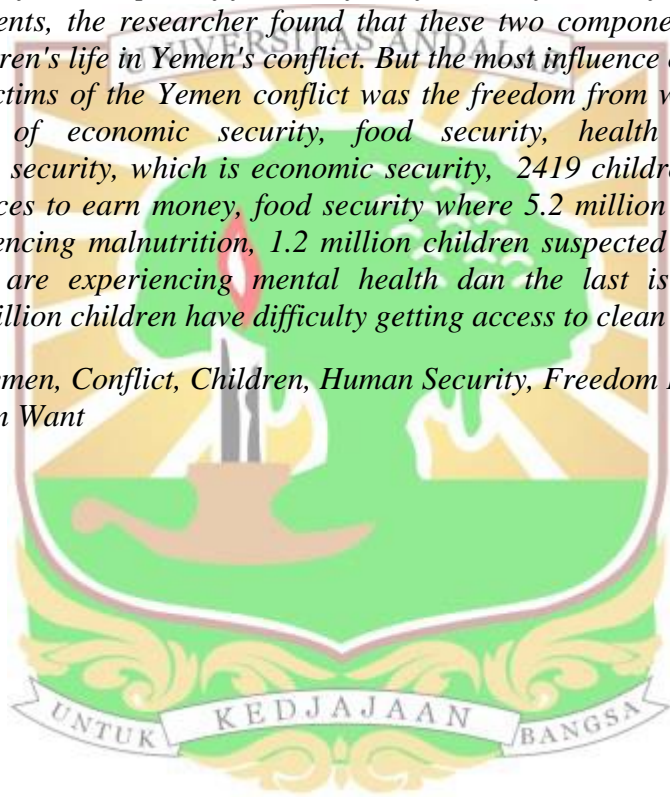 ents, the researcher found that these two compone
UNIVERSITAS ANDALAS
ren's life in Yemen's conflict. But the most influence
ctims of the Yemen conflict was the freedom from
of economic security, food security, health
security, which is economic security, 2419 childr
ces to earn money, food security where 5.2 million
encing malnutrition, 1.2 million children suspected
are experiencing mental health dan the last is
illion children have difficulty getting access to clean
men, Conflict, Children, Human Security, Freedom
n Want
UNTUK KEDJAJAAN BANGSA